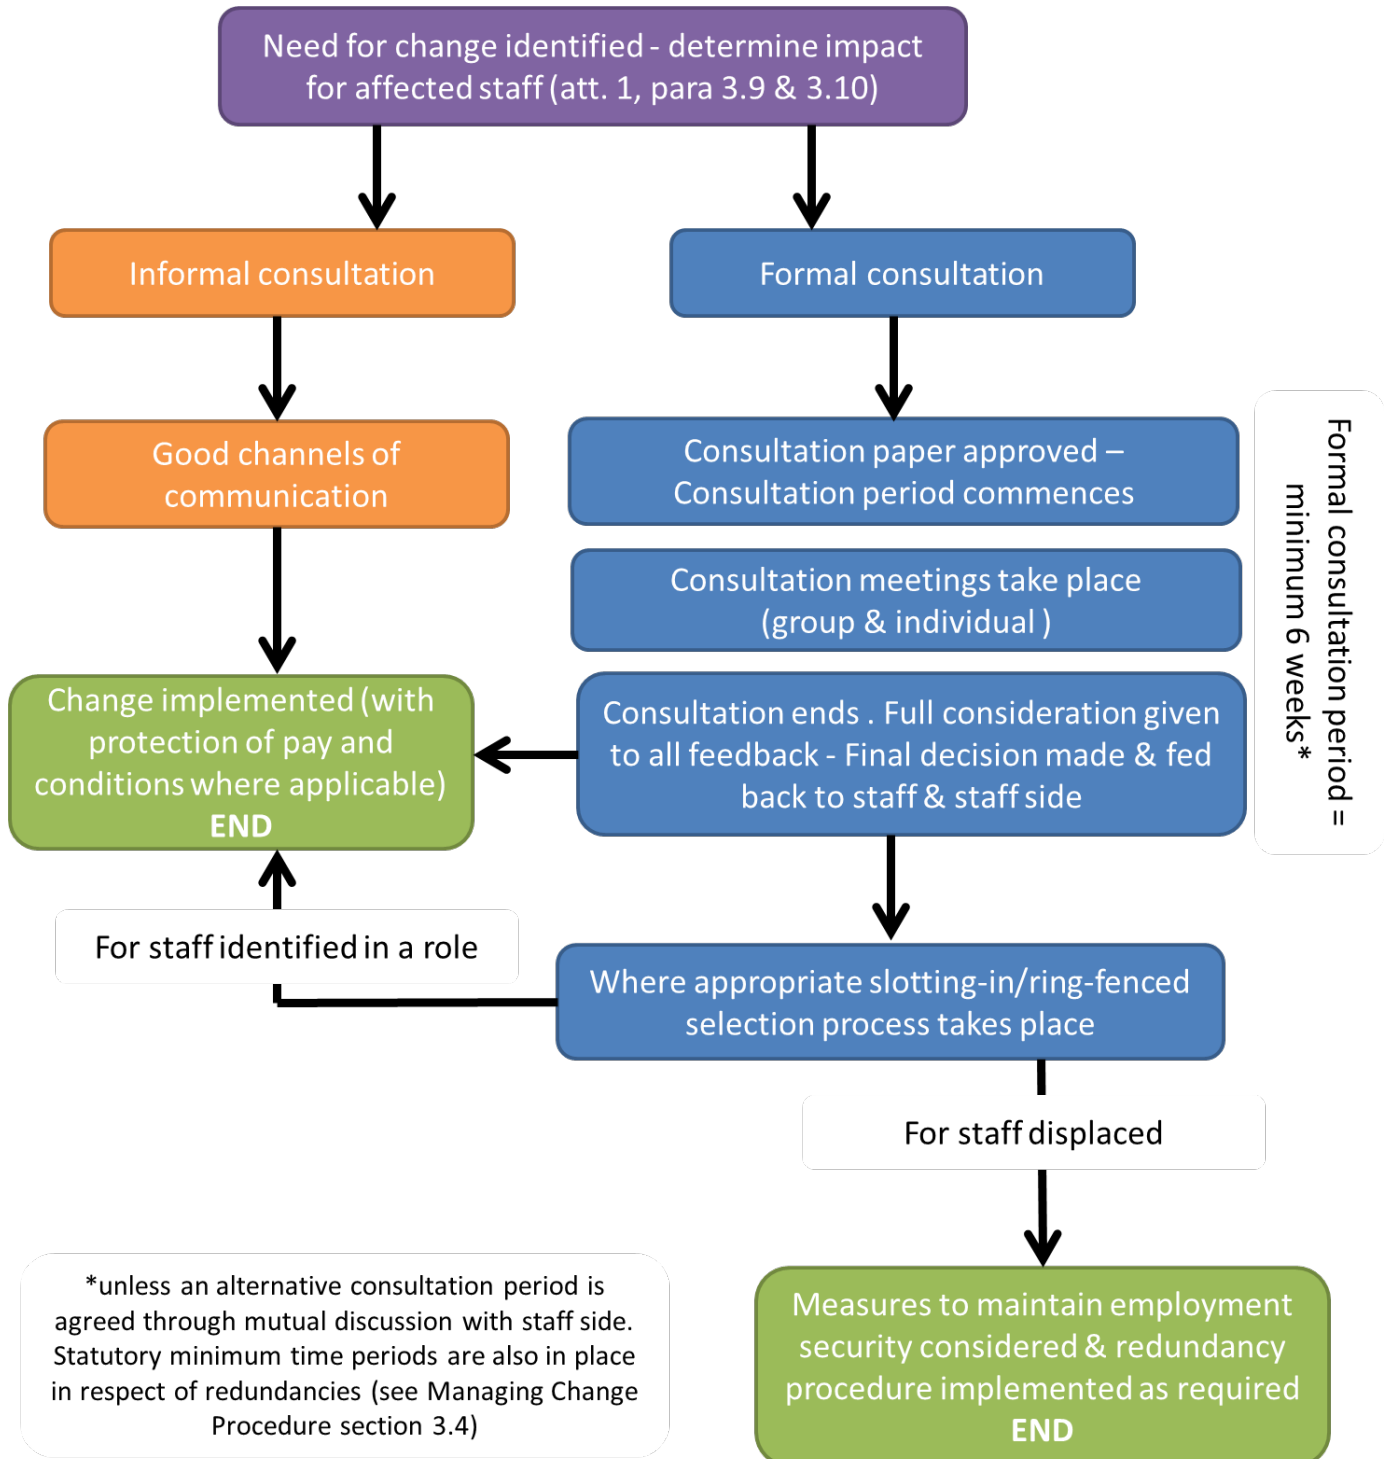 Need for change identified - determine impact
for affected staff (att. 1, para 3.9 & 3.10)
Informal consultation
Formal consultation
Good channels of
communication
Consultation paper approved –
Consultation period commences
Consultation meetings take place
(group & individual )
Formal consultation period =
minimum 6 weeks*
Change implemented (with
protection of pay and
conditions where applicable)
END
Consultation ends . Full consideration given
to all feedback - Final decision made & fed
back to staff & staff side
For staff identified in a role
Where appropriate slotting-in/ring-fenced
selection process takes place
For staff displaced
*unless an alternative consultation period is
agreed through mutual discussion with staff side.
Statutory minimum time periods are also in place
in respect of redundancies (see Managing Change
Procedure section 3.4)
Measures to maintain employment
security considered & redundancy
procedure implemented as required
END